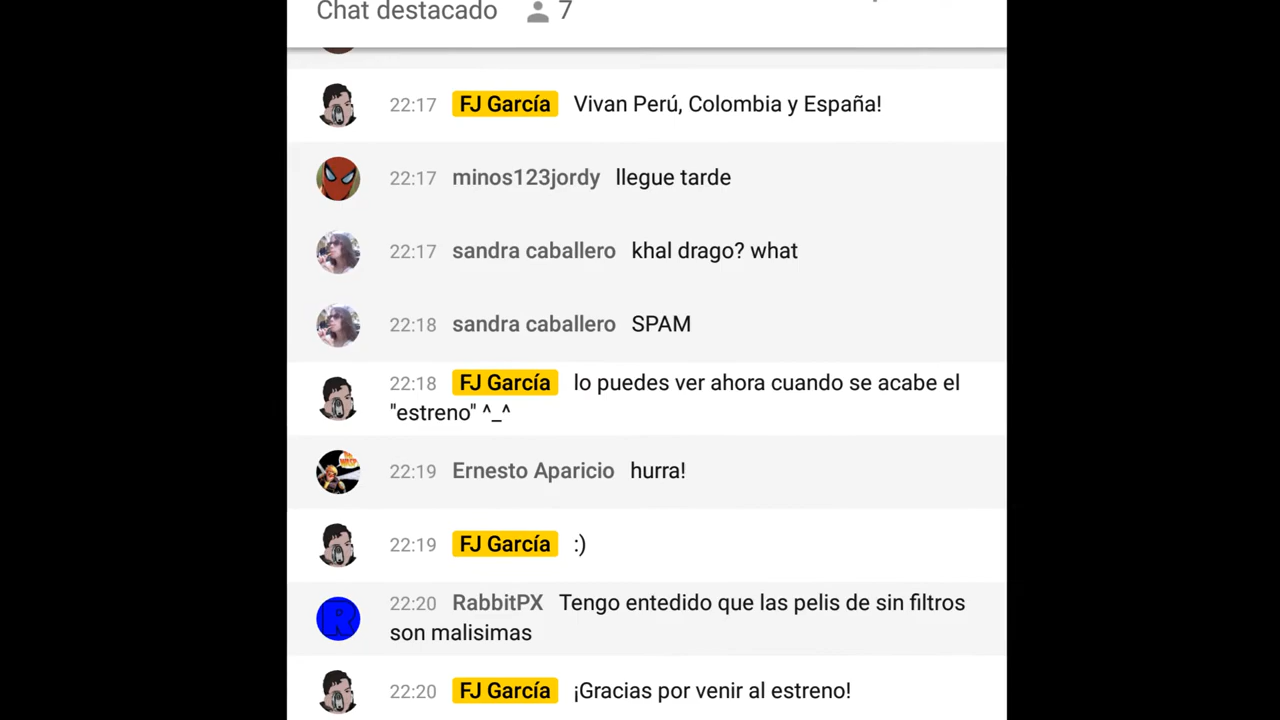 Chat destacado 7
22:17 FJ García Vivan Perú, Colombia y España!
22:17 minos123jordy llegue tarde
22:17 sandra caballero khal drago? what
22:18 sandra caballero SPAM
22:18 FJ García lo puedes ver ahora cuando se acabe el
"estreno" ^_^
22:19 Ernesto Aparicio hurra!
22:19 FJ García :)
22:20 RabbitPX Tengo entedido que las pelis de sin filtros
son malisimas
22:20 FJ García ¡Gracias por venir al estreno!